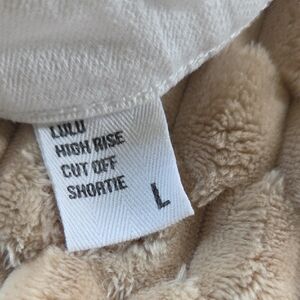 LULU
HIGH RISE
CUT OFF
SHORTIE
L